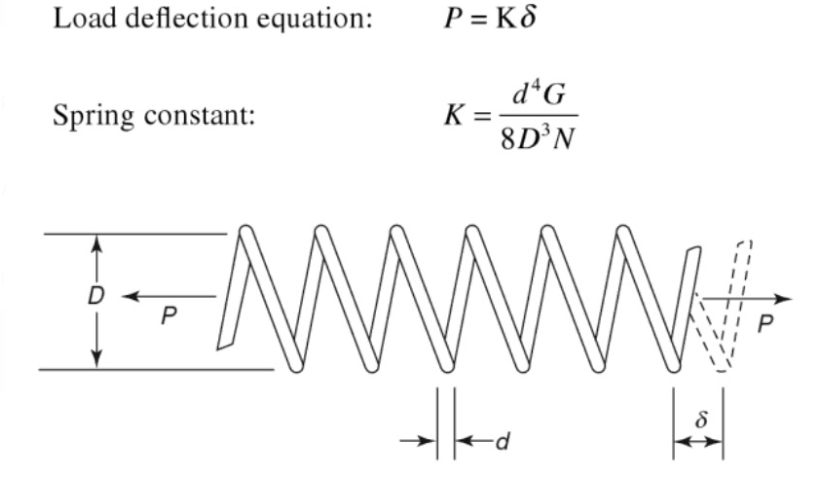 Load deflection equation: P = Kδ
Spring constant: K = d⁴G / 8D³N
D
P
P
d
δ